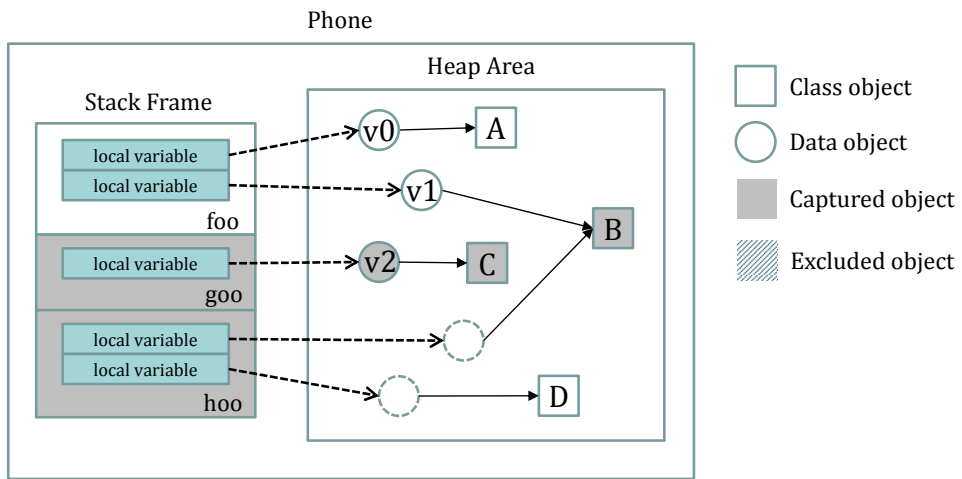 Phone
Heap Area
Stack Frame
local variable
local variable
foo
local variable
goo
local variable
local variable
hoo
v0
A
v1
B
v2
C
D
Class object
Data object
Captured object
Excluded object